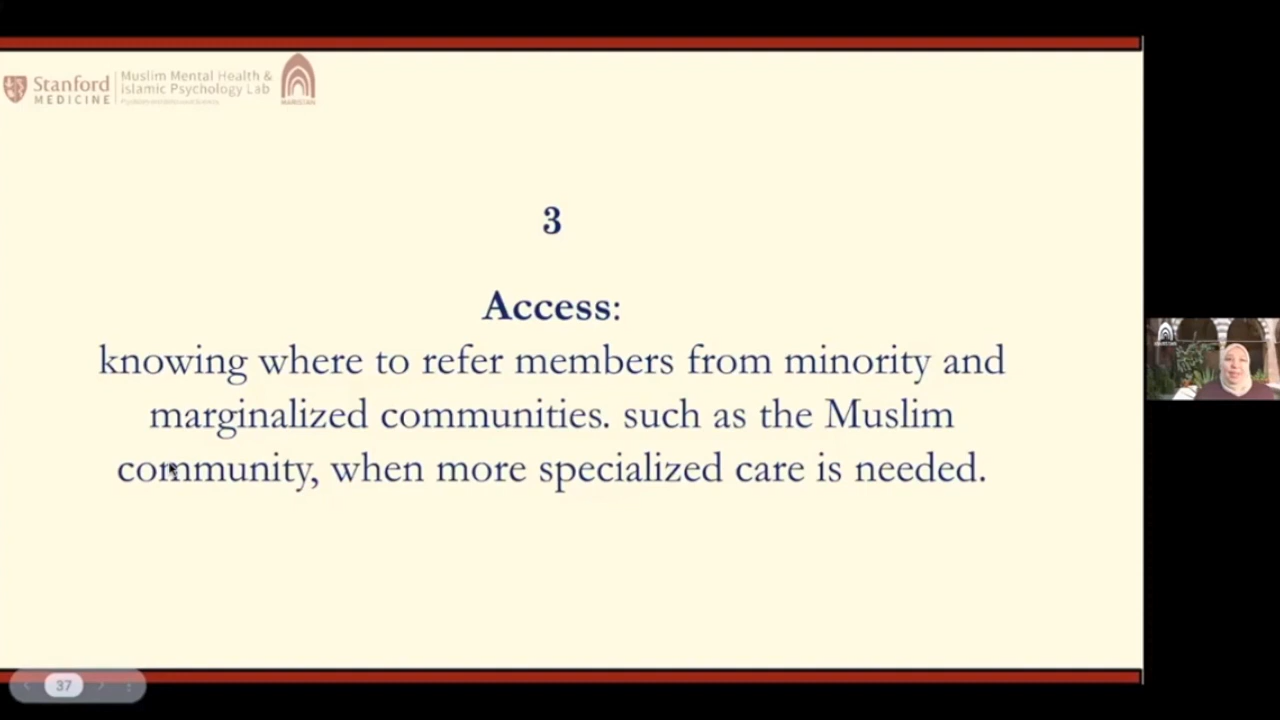 Stanford
MEDICINE
Muslim Mental Health &
Islamic Psychology Lab
MARISTAN
3
Access:
knowing where to refer members from minority and
marginalized communities. such as the Muslim
community, when more specialized care is needed.
37